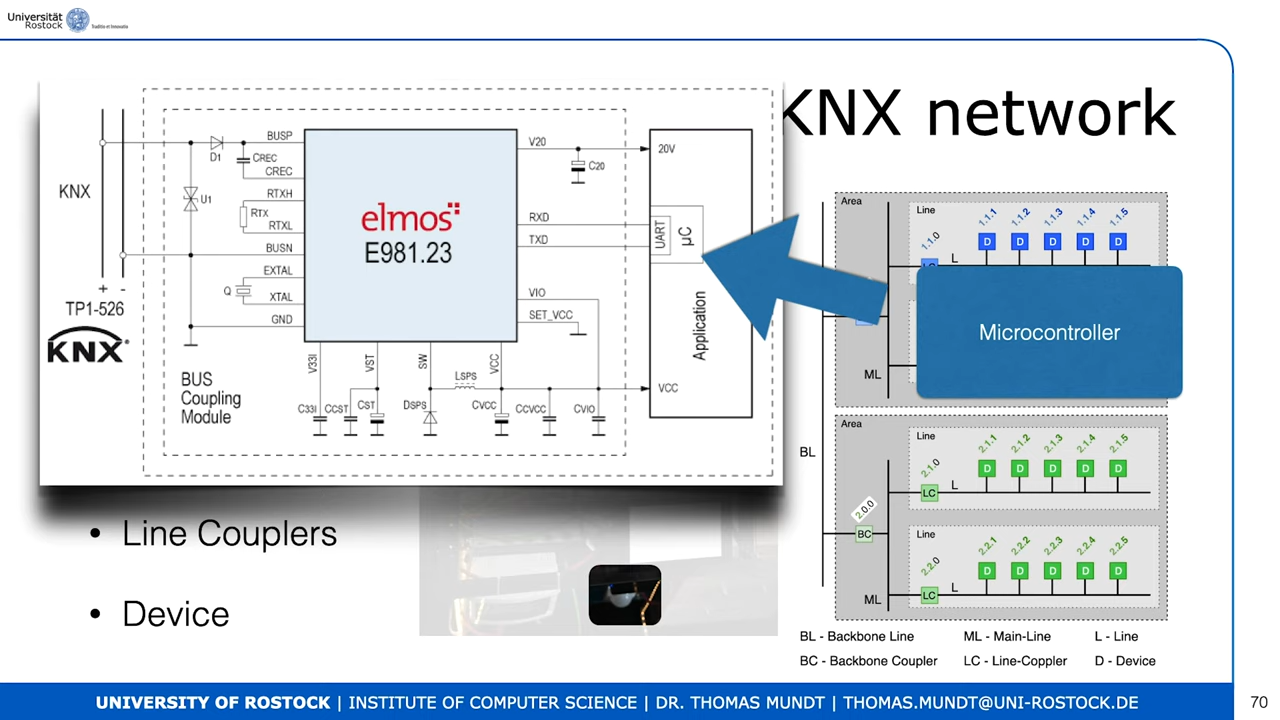 Universität
Rostock
Traditio et Innovatio
KNX network
KNX
+ -
TP1-526
KNX
BUSP
D1
CREC
CREC
RTXH
U1
RTX
RTXL
BUSN
EXTAL
Q
XTAL
GND
elmos
E981.23
V20
20V
C20
RXD
TXD
UART
µC
VIO
SET_VCC
Application
V33I
VST
SW
VCC
LSPS
VCC
BUS
Coupling
Module
C33I
CCST
CST
DSPS
CVCC
CCVCC
CVIO
Microcontroller
Area
Line
1.1.0
1.1.1
1.1.2
1.1.3
1.1.4
1.1.5
D D D D D
LC
L
ML
BL
Area
Line
2.1.0
2.1.1
2.1.2
2.1.3
2.1.4
2.1.5
D D D D D
LC
L
2.0.0
BC
Line
2.2.0
2.2.1
2.2.2
2.2.3
2.2.4
2.2.5
D D D D D
LC
L
ML
BL - Backbone Line ML - Main-Line L - Line
BC - Backbone Coupler LC - Line-Coppler D - Device
• Line Couplers
• Device
UNIVERSITY OF ROSTOCK | INSTITUTE OF COMPUTER SCIENCE | DR. THOMAS MUNDT | THOMAS.MUNDT@UNI-ROSTOCK.DE
70